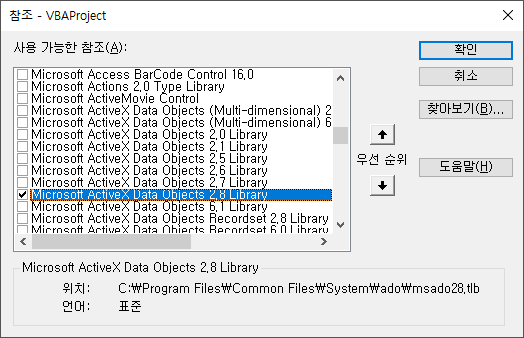 참조 - VBAProject
사용 가능한 참조(A):
Microsoft Access BarCode Control 16.0
Microsoft Actions 2.0 Type Library
Microsoft ActiveMovie Control
Microsoft ActiveX Data Objects (Multi-dimensional) 2
Microsoft ActiveX Data Objects (Multi-dimensional) 6
Microsoft ActiveX Data Objects 2.0 Library
Microsoft ActiveX Data Objects 2.1 Library
Microsoft ActiveX Data Objects 2.5 Library
Microsoft ActiveX Data Objects 2.6 Library
Microsoft ActiveX Data Objects 2.7 Library
Microsoft ActiveX Data Objects 2.8 Library
Microsoft ActiveX Data Objects 6.1 Library
Microsoft ActiveX Data Objects Recordset 2.8 Library
Microsoft ActiveX Data Objects Recordset 6.0 Library
우선 순위
확인
취소
찾아보기(B)...
도움말(H)
Microsoft ActiveX Data Objects 2.8 Library
위치: C:₩Program Files₩Common Files₩System₩ado₩msado28.tlb
언어: 표준